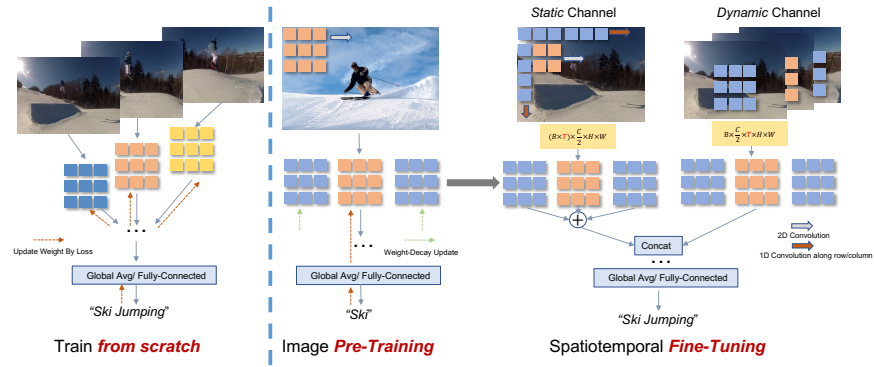 Static Channel
Dynamic Channel
(B×T)×C/2×H×W
B×C/2×T×H×W
...
Update Weight By Loss
Global Avg/ Fully-Connected
“Ski Jumping”
Train from scratch
...
Weight-Decay Update
Global Avg/ Fully-Connected
“Ski”
Image Pre-Training
+
Concat
...
Global Avg/ Fully-Connected
“Ski Jumping”
2D Convolution
1D Convolution along row/column
Spatiotemporal Fine-Tuning